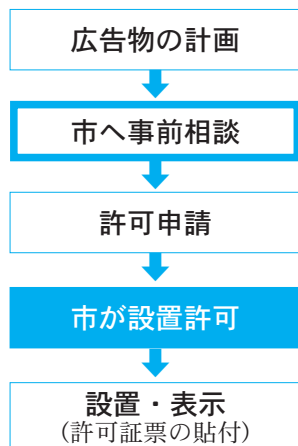 広告物の計画
市へ事前相談
許可申請
市が設置許可
設置・表示
(許可証票の貼付)